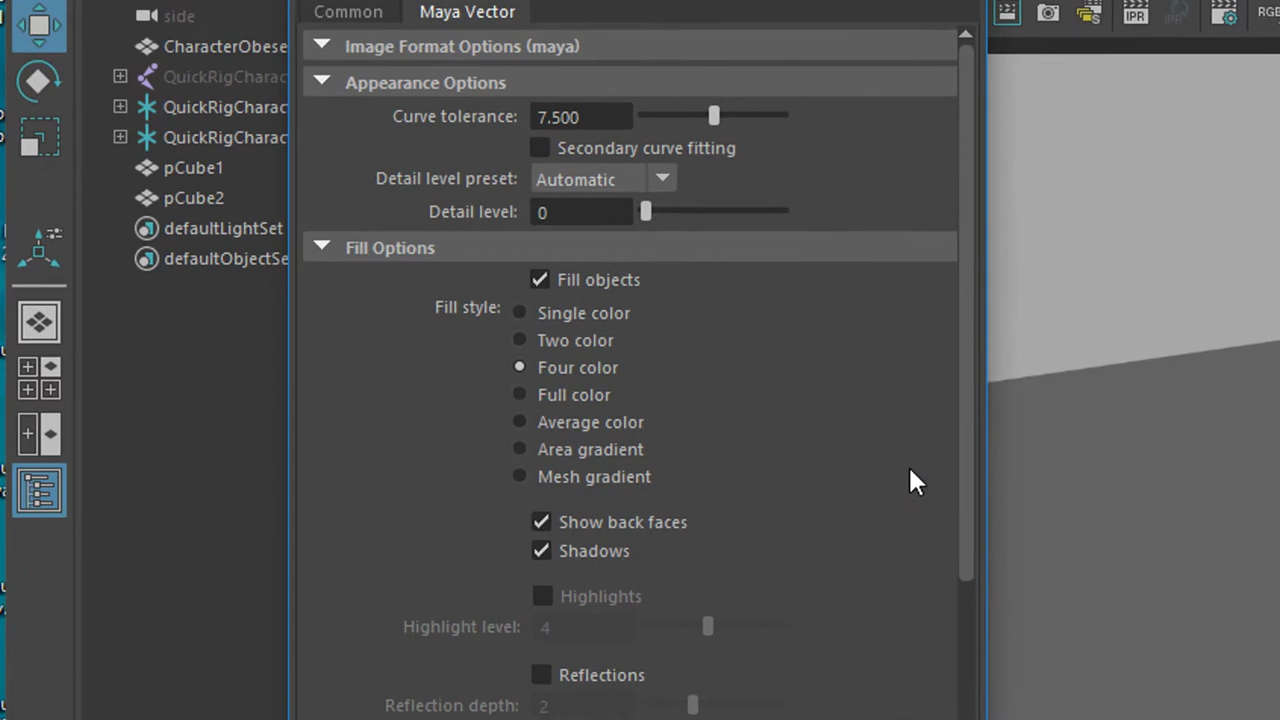 side
Common
Maya Vector
IPR
RGB
CharacterObese
Image Format Options (maya)
QuickRigCharac
Appearance Options
QuickRigCharac
Curve tolerance: 7.500
QuickRigCharac
Secondary curve fitting
pCube1
Detail level preset: Automatic
pCube2
Detail level: 0
defaultLightSet
Fill Options
defaultObjectSe
Fill objects
Fill style: Single color
Two color
Four color
Full color
Average color
Area gradient
Mesh gradient
Show back faces
Shadows
Highlights
Highlight level: 4
Reflections
Reflection depth: 2